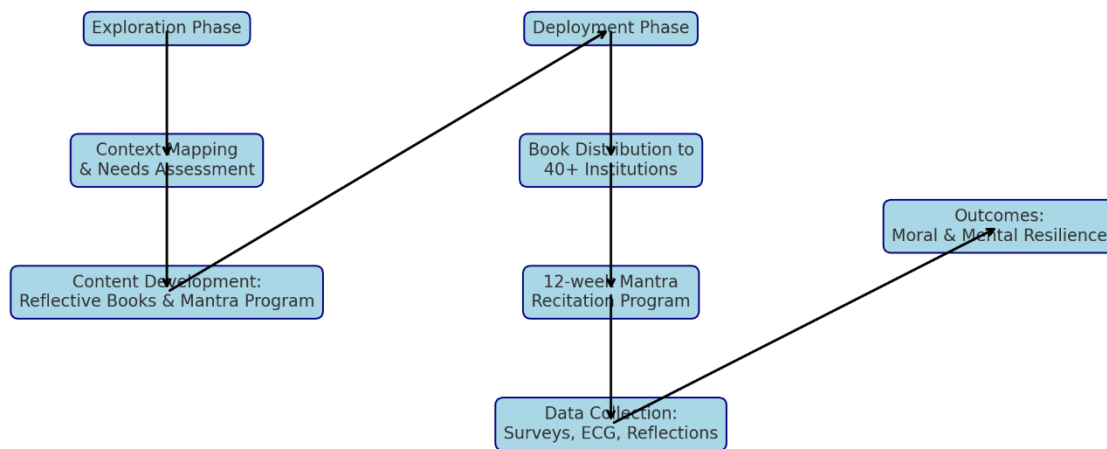 Exploration Phase
Context Mapping
& Needs Assessment
Content Development:
Reflective Books & Mantra Program
Deployment Phase
Book Distribution to
40+ Institutions
12-week Mantra
Recitation Program
Data Collection:
Surveys, ECG, Reflections
Outcomes:
Moral & Mental Resilience